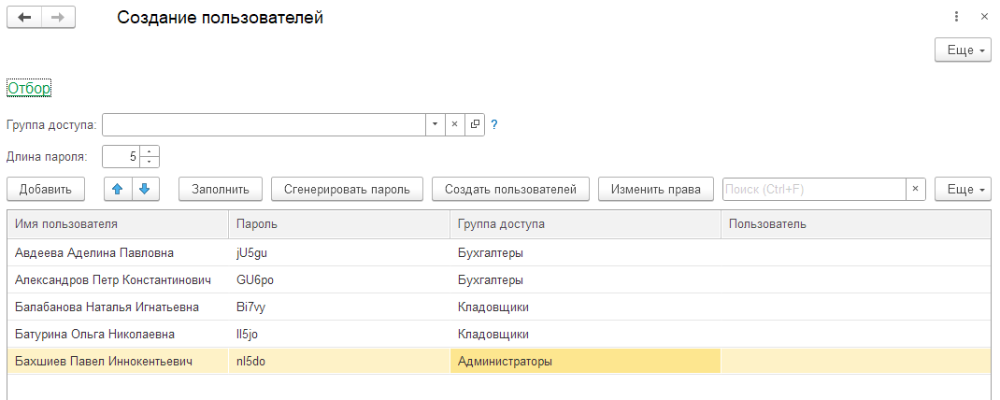 Создание пользователей
Еще
Отбор
Группа доступа: ?
Длина пароля: 5
Добавить Заполнить Сгенерировать пароль Создать пользователей Изменить права Поиск (Ctrl+F) × Еще
Имя пользователя Пароль Группа доступа Пользователь
Авдеева Аделина Павловна jU5gu Бухгалтеры
Александров Петр Константинович GU6po Бухгалтеры
Балабанова Наталья Игнатьевна Bi7vy Кладовщики
Батурина Ольга Николаевна Кладовщики
Бахшиев Павел Иннокентьевич Администраторы